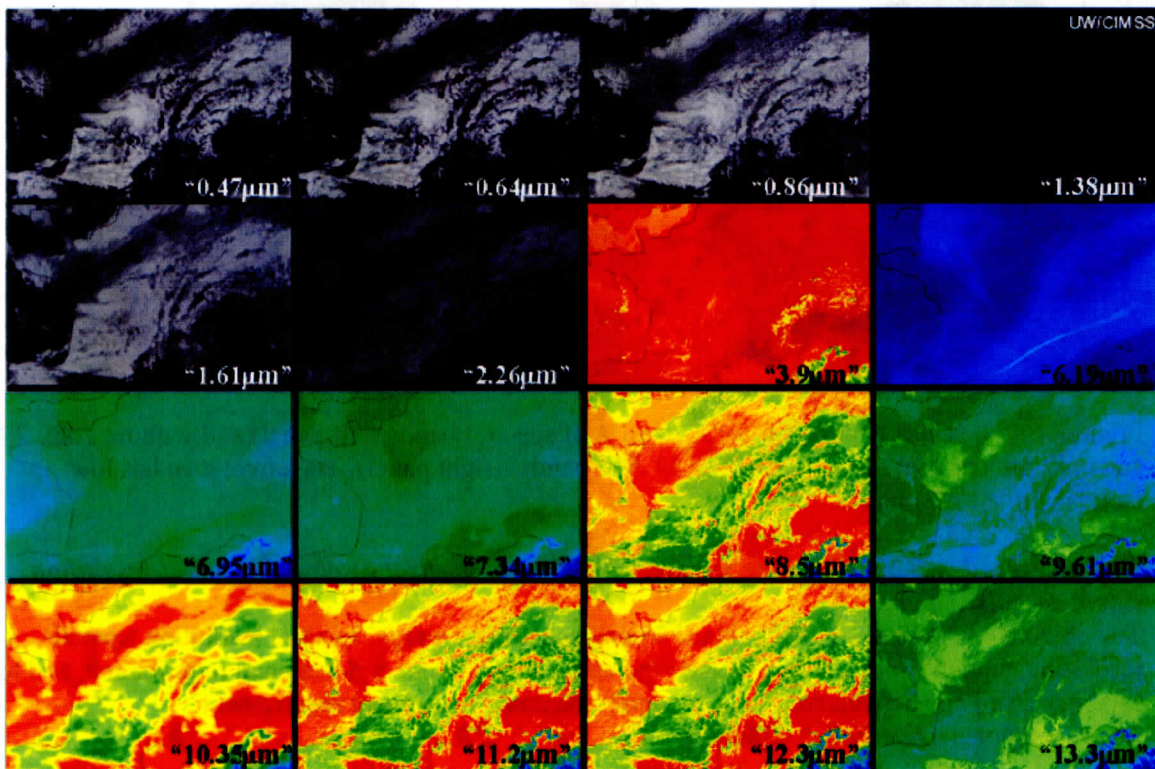 UW/CIMSS
“0.47µm”
“0.64µm”
“0.86µm”
“1.38µm”
“1.61µm”
“2.26µm”
“3.9µm”
“6.19µm”
“6.95µm”
“7.34µm”
“8.5µm”
“9.61µm”
“10.35µm”
“11.2µm”
“12.3µm”
“13.3µm”